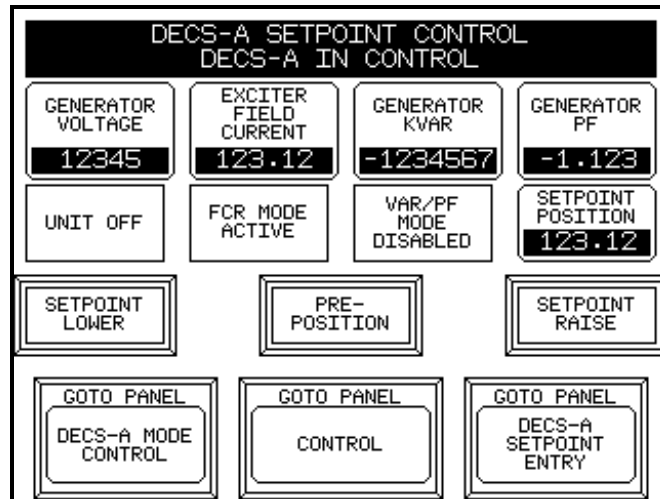 DECS-A SETPOINT CONTROL
DECS-A IN CONTROL
GENERATOR
VOLTAGE
12345
EXCITER
FIELD
CURRENT
123.12
GENERATOR
KVAR
-1234567
GENERATOR
PF
-1.123
UNIT OFF
FCR MODE
ACTIVE
VAR/PF
MODE
DISABLED
SETPOINT
POSITION
123.12
SETPOINT
LOWER
PRE-
POSITION
SETPOINT
RAISE
GOTO PANEL
DECS-A MODE
CONTROL
GOTO PANEL
CONTROL
GOTO PANEL
DECS-A
SETPOINT
ENTRY